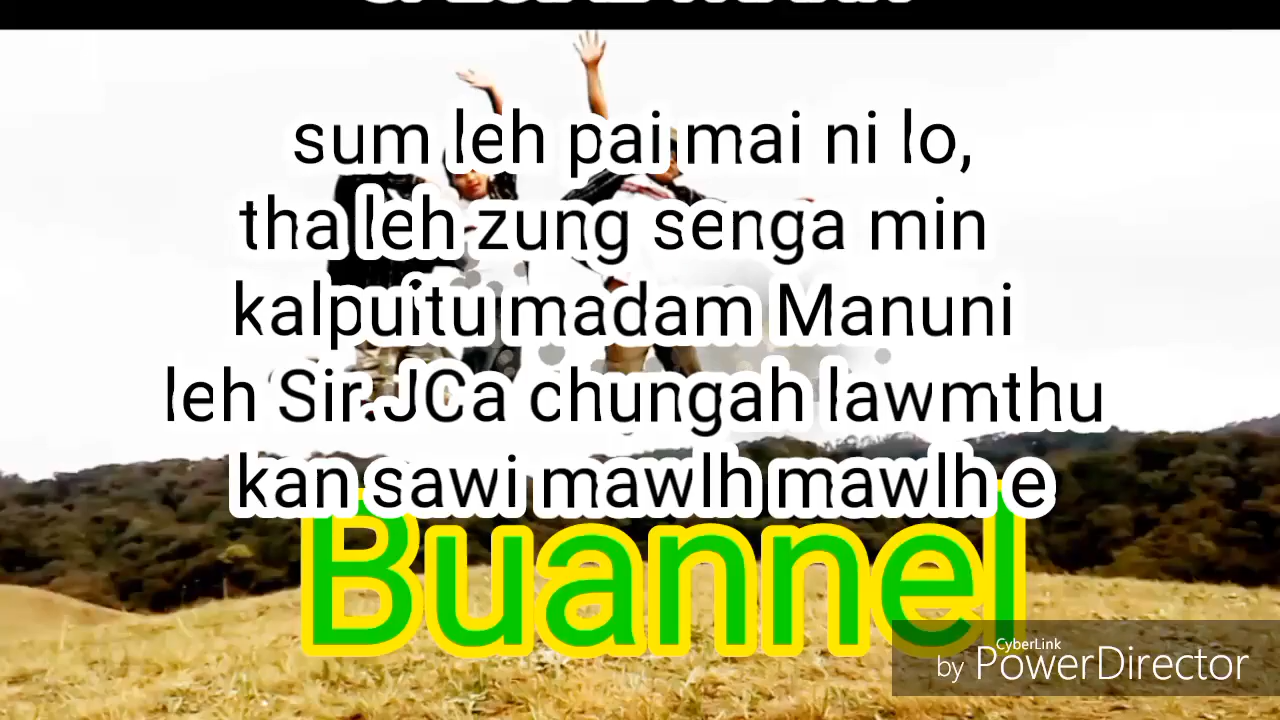 sum leh pai mai ni lo,
tha leh zung senga min
kalpuitu madam Manuni
leh Sir.JCa chungah lawmthu
kan sawi mawlh mawlh e
Buannel
CyberLink
by PowerDirector